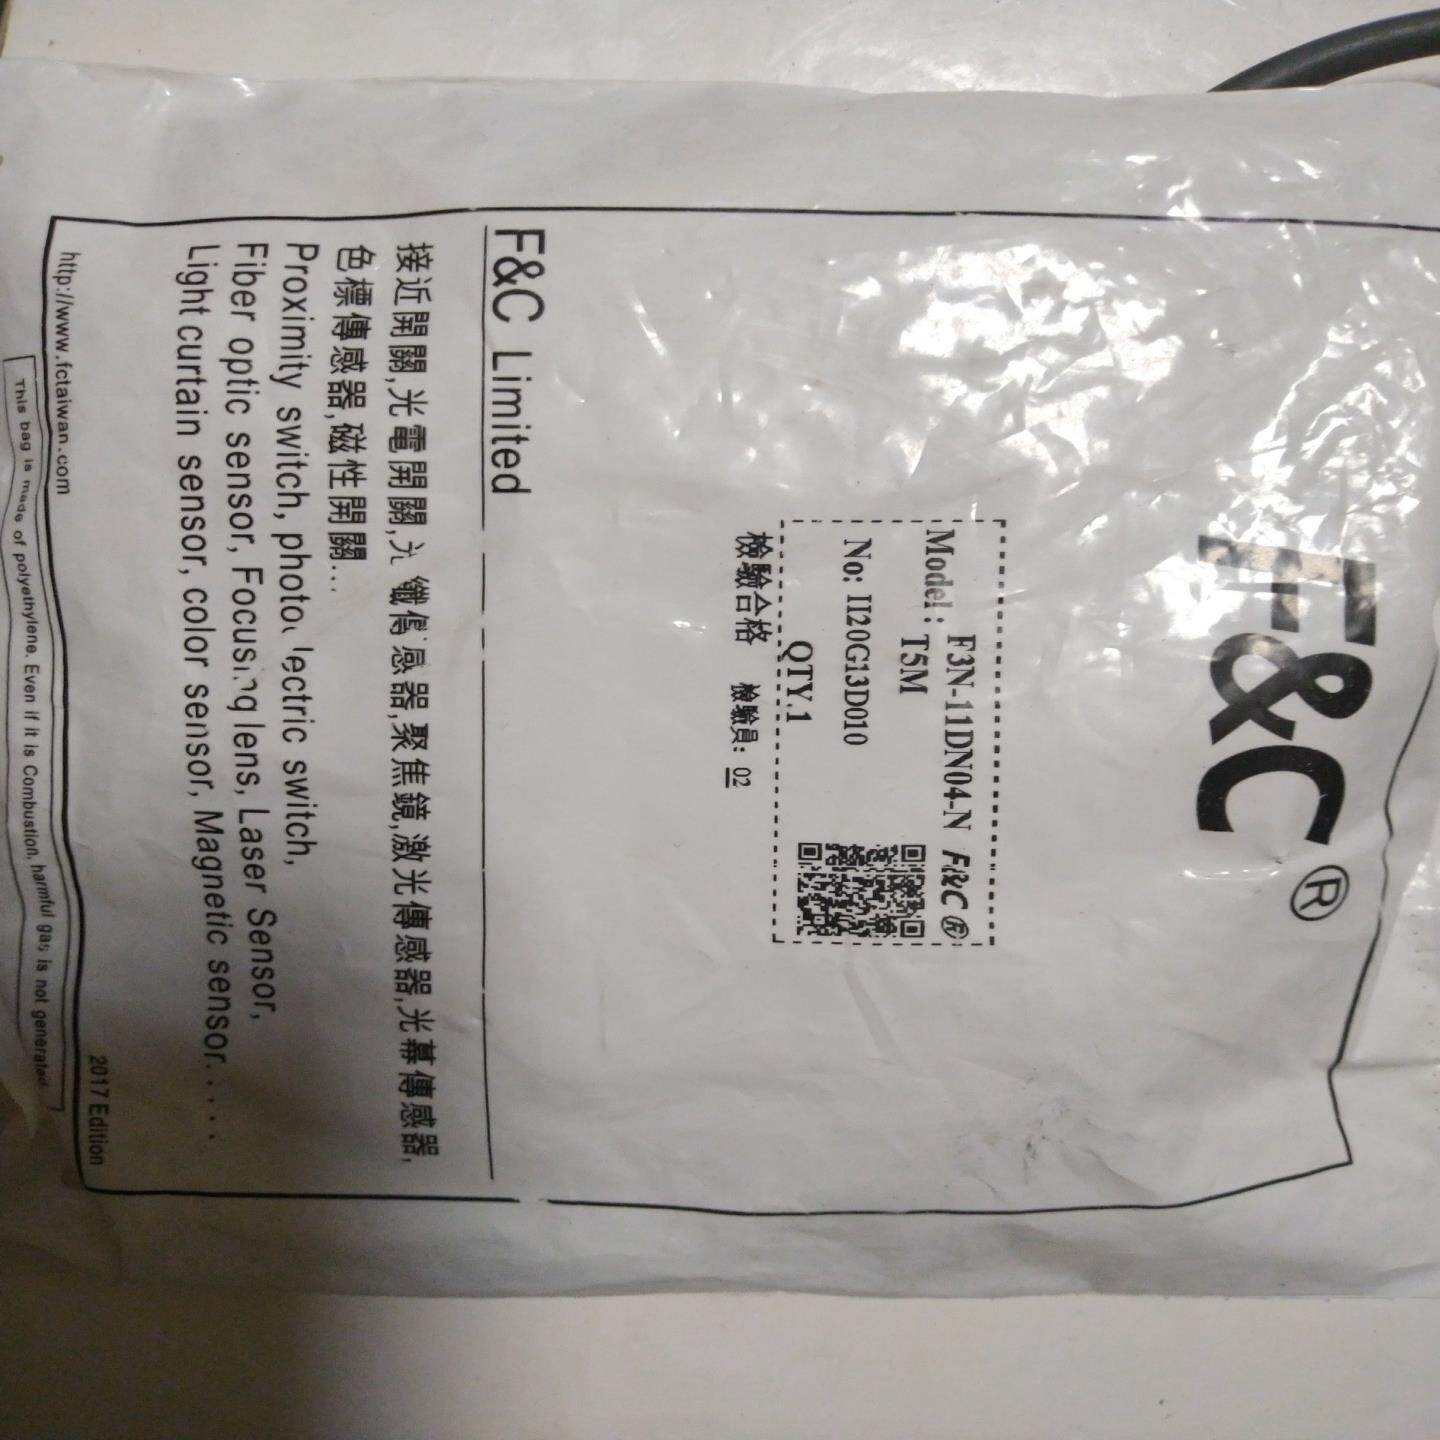 F&C®
Model: F3N-11DN04-N F&C®
T5M
No: II20G13D010
QTY.1
檢驗合格 檢驗員: 02
F&C Limited
接近開關,光電開關,光 纖傳感器,聚焦鏡,激光傳感器,光幕傳感器,
色標傳感器,磁性開關...
Proximity switch, photo lectric switch,
Fiber optic sensor, Focusing lens, Laser Sensor,
Light curtain sensor, color sensor, Magnetic sensor.....
http://www.fctaiwan.com
2017 Edition
This bag is made of polyethylene. Even if it is Combustion, harmful gas is not generated